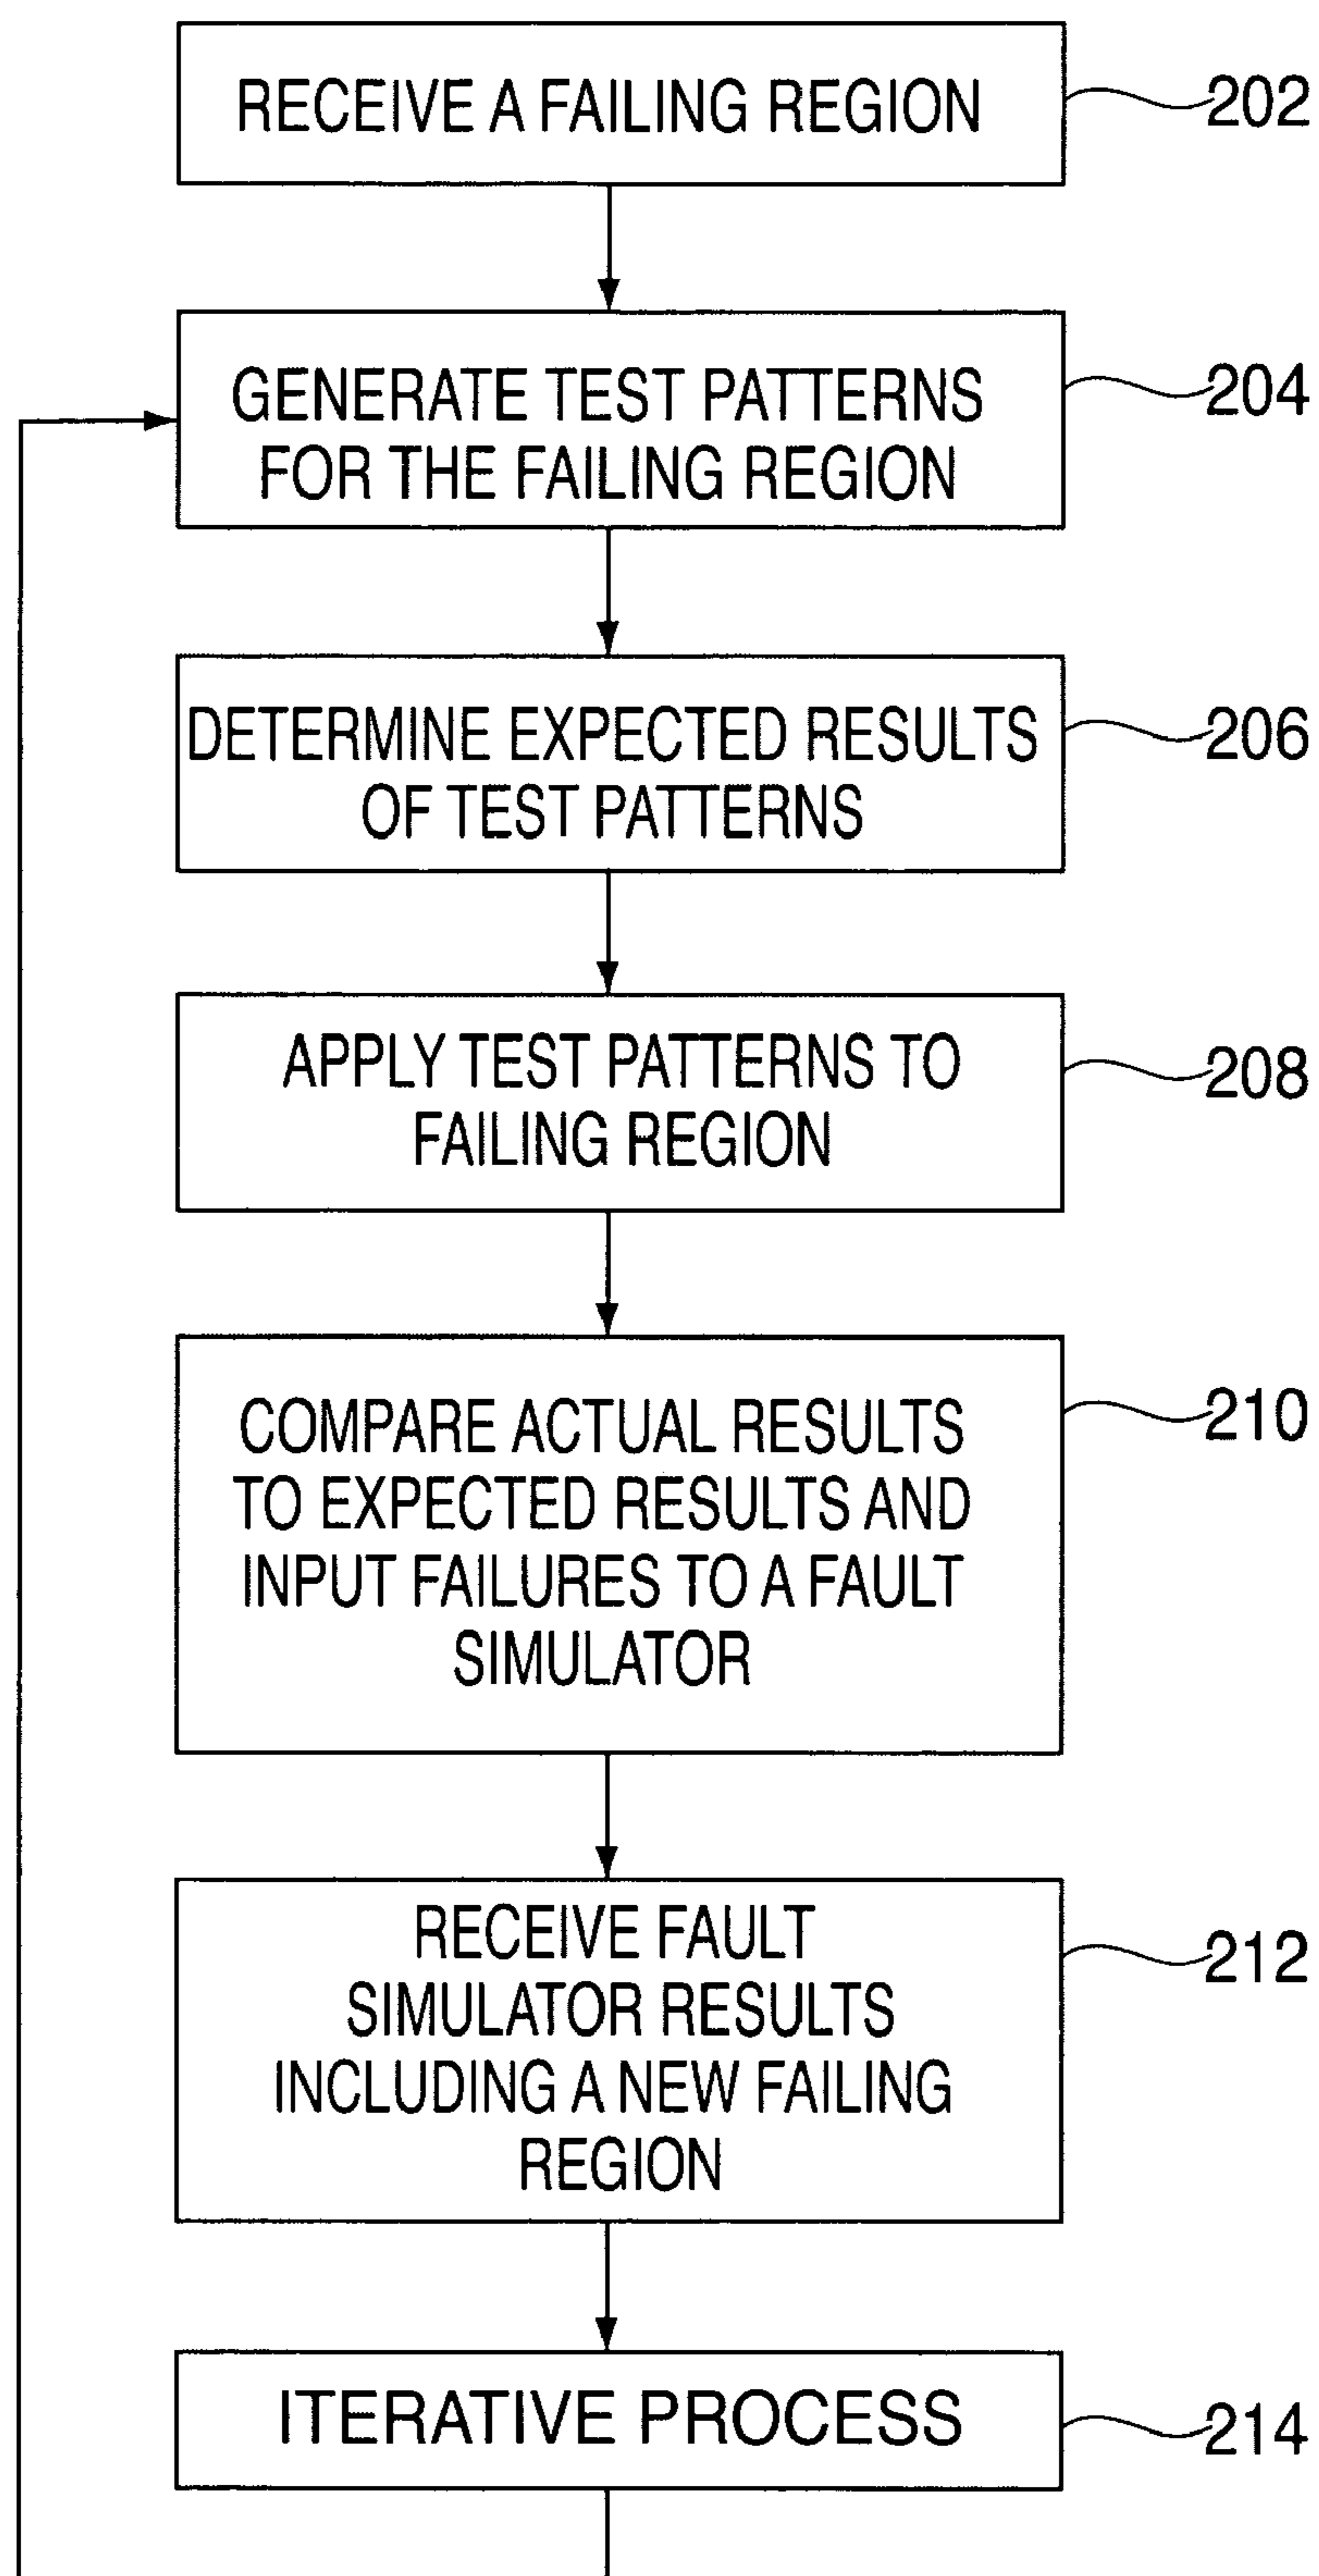 RECEIVE A FAILING REGION
202
GENERATE TEST PATTERNS
FOR THE FAILING REGION
204
DETERMINE EXPECTED RESULTS
OF TEST PATTERNS
206
APPLY TEST PATTERNS TO
FAILING REGION
208
COMPARE ACTUAL RESULTS
TO EXPECTED RESULTS AND
INPUT FAILURES TO A FAULT
SIMULATOR
210
RECEIVE FAULT
SIMULATOR RESULTS
INCLUDING A NEW FAILING
REGION
212
ITERATIVE PROCESS
214